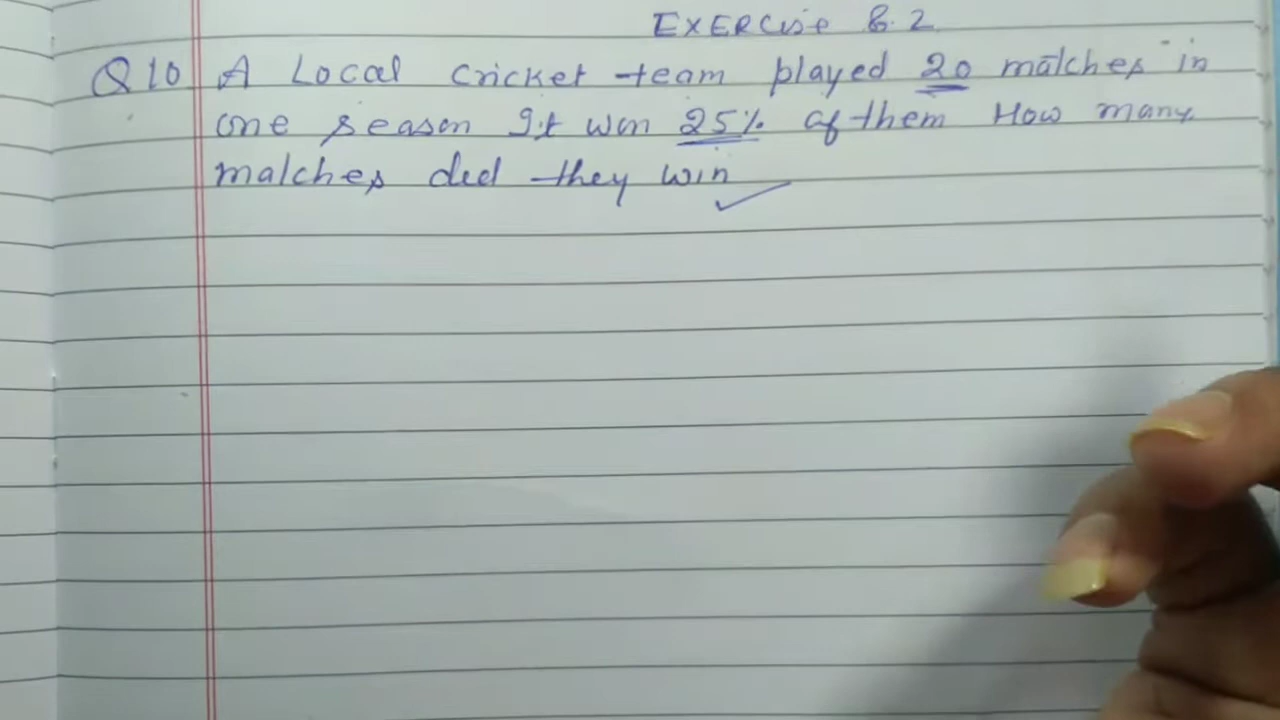 EXERCise 8.2
Q10 A Local cricket team played 20 matches in
one season It won 25% of them How many
matches did they win